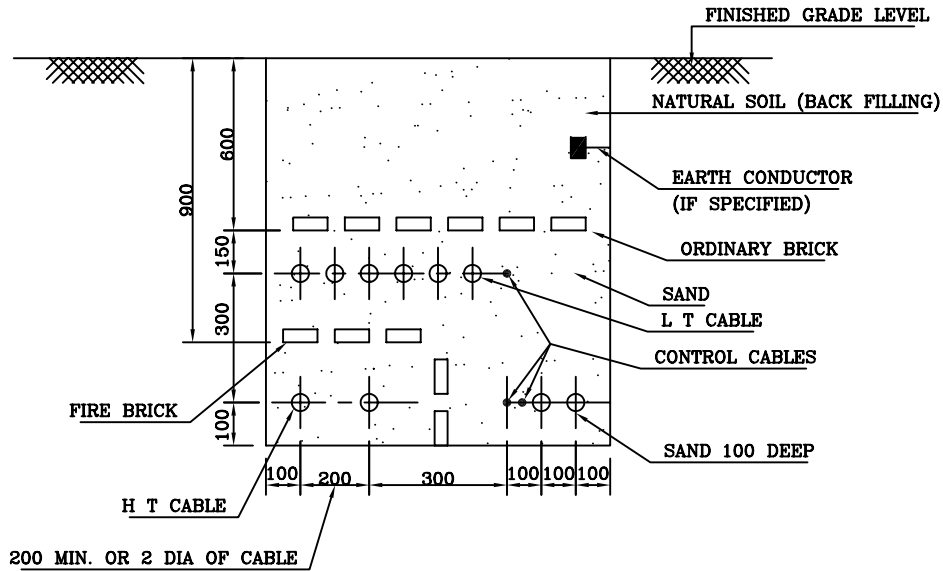 FINISHED GRADE LEVEL
NATURAL SOIL (BACK FILLING)
600
EARTH CONDUCTOR
(IF SPECIFIED)
900
150
ORDINARY BRICK
SAND
300
L T CABLE
CONTROL CABLES
FIRE BRICK
100
SAND 100 DEEP
100
200
300
100
100
100
H T CABLE
200 MIN. OR 2 DIA OF CABLE